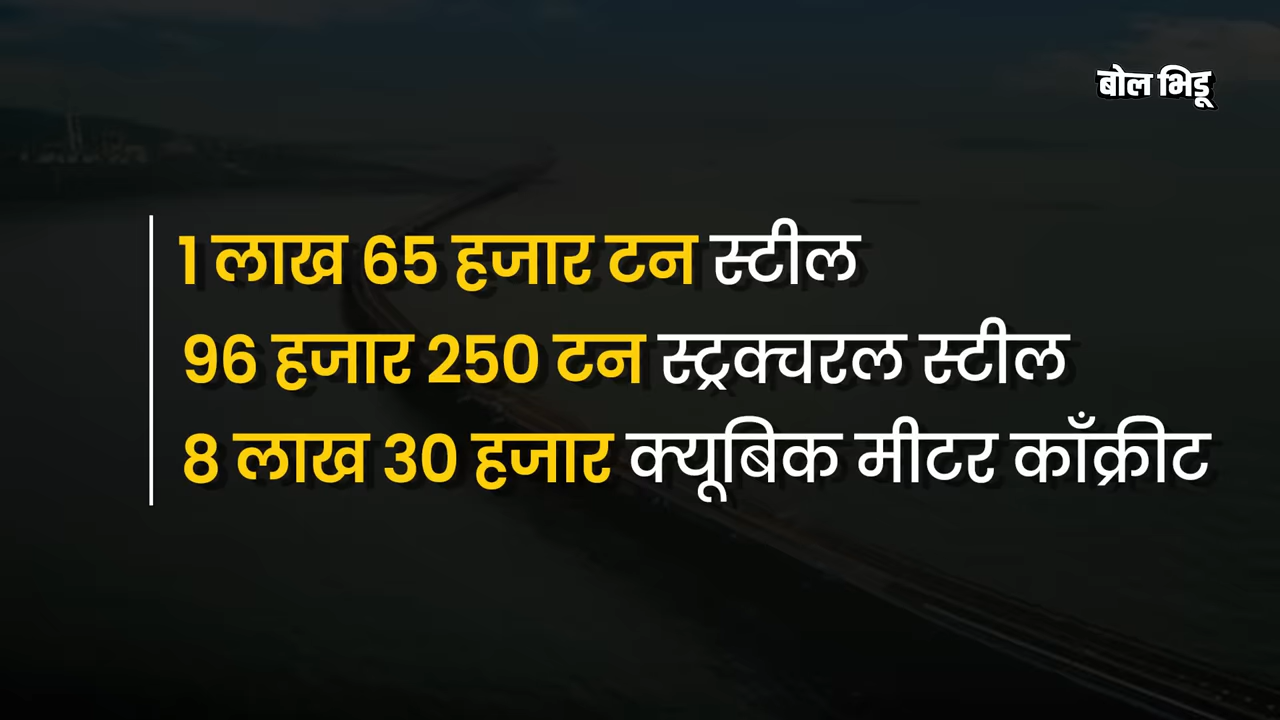 बोल भिडू
1 लाख 65 हजार टन स्टील
96 हजार 250 टन स्ट्रक्चरल स्टील
8 लाख 30 हजार क्यूबिक मीटर काँक्रीट